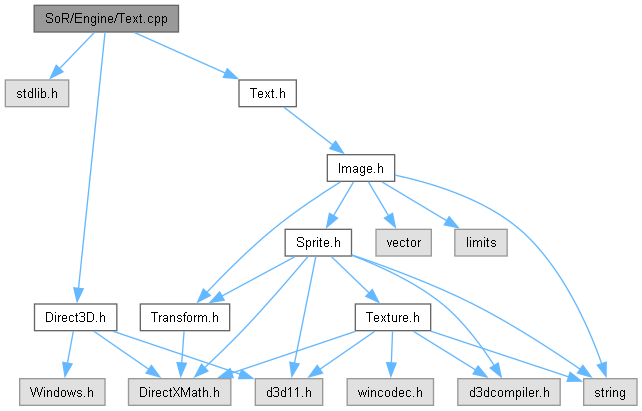 SoR/Engine/Text.cpp
stdlib.h
Text.h
Image.h
Sprite.h
vector
limits
Direct3D.h
Transform.h
Texture.h
Windows.h
DirectXMath.h
d3d11.h
wincodec.h
d3dcompiler.h
string